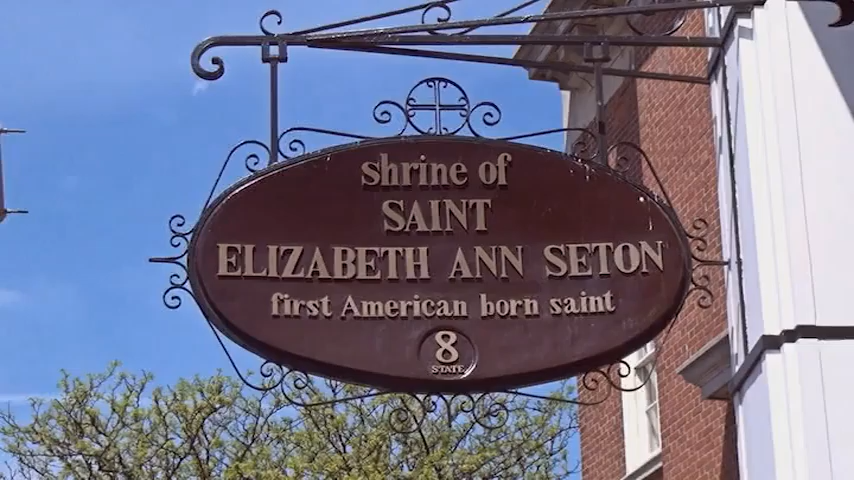 shrine of
SAINT
ELIZABETH ANN SETON
first American born saint
8
STATE